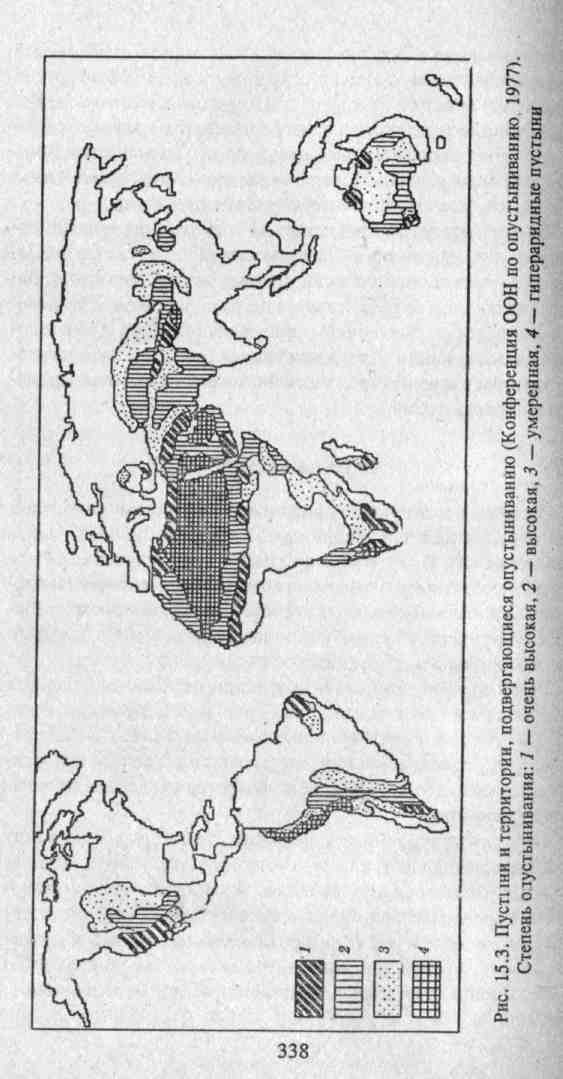 1
2
3
4
Рис. 15.3. Пустыни и территории, подвергающиеся опустыниванию (Конференция ООН по опустыниванию, 1977).
Степень опустынивания: 1 — очень высокая, 2 — высокая, 3 — умеренная, 4 — гипераридные пустыни
338